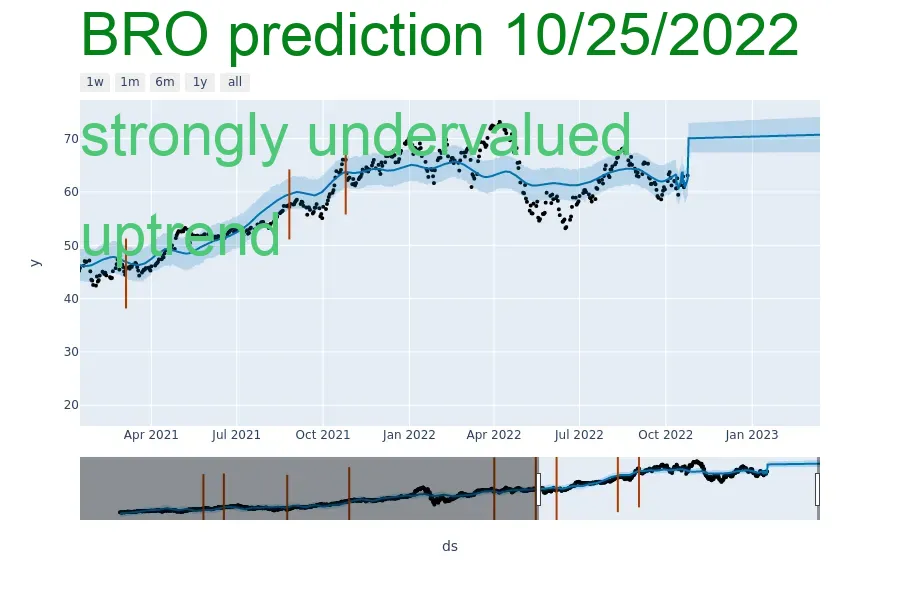 BRO prediction 10/25/2022
1w 1m 6m 1y all
strongly undervalued
uptrend
70
60
50
40
30
20
y
Apr 2021 Jul 2021 Oct 2021 Jan 2022 Apr 2022 Jul 2022 Oct 2022 Jan 2023
ds